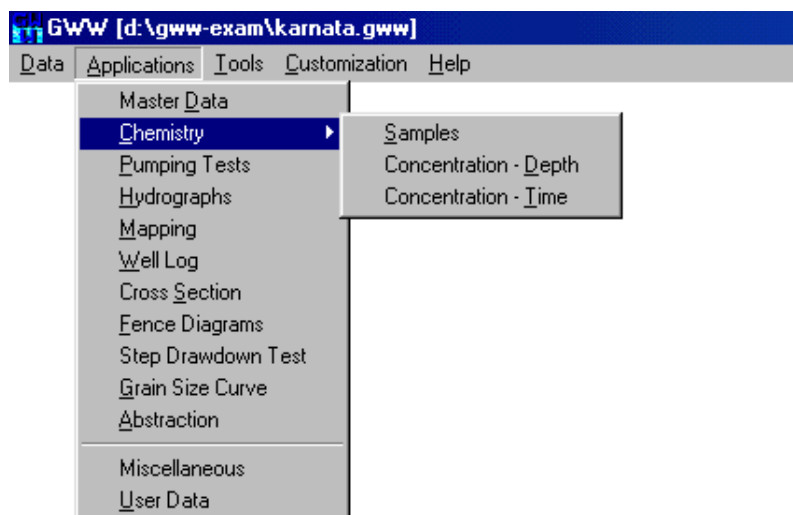 GWW [d:\gww-exam\karnata.gww]
Data Applications Tools Customization Help
Master Data
Chemistry
Samples
Concentration - Depth
Concentration - Time
Pumping Tests
Hydrographs
Mapping
Well Log
Cross Section
Fence Diagrams
Step Drawdown Test
Grain Size Curve
Abstraction
Miscellaneous
User Data